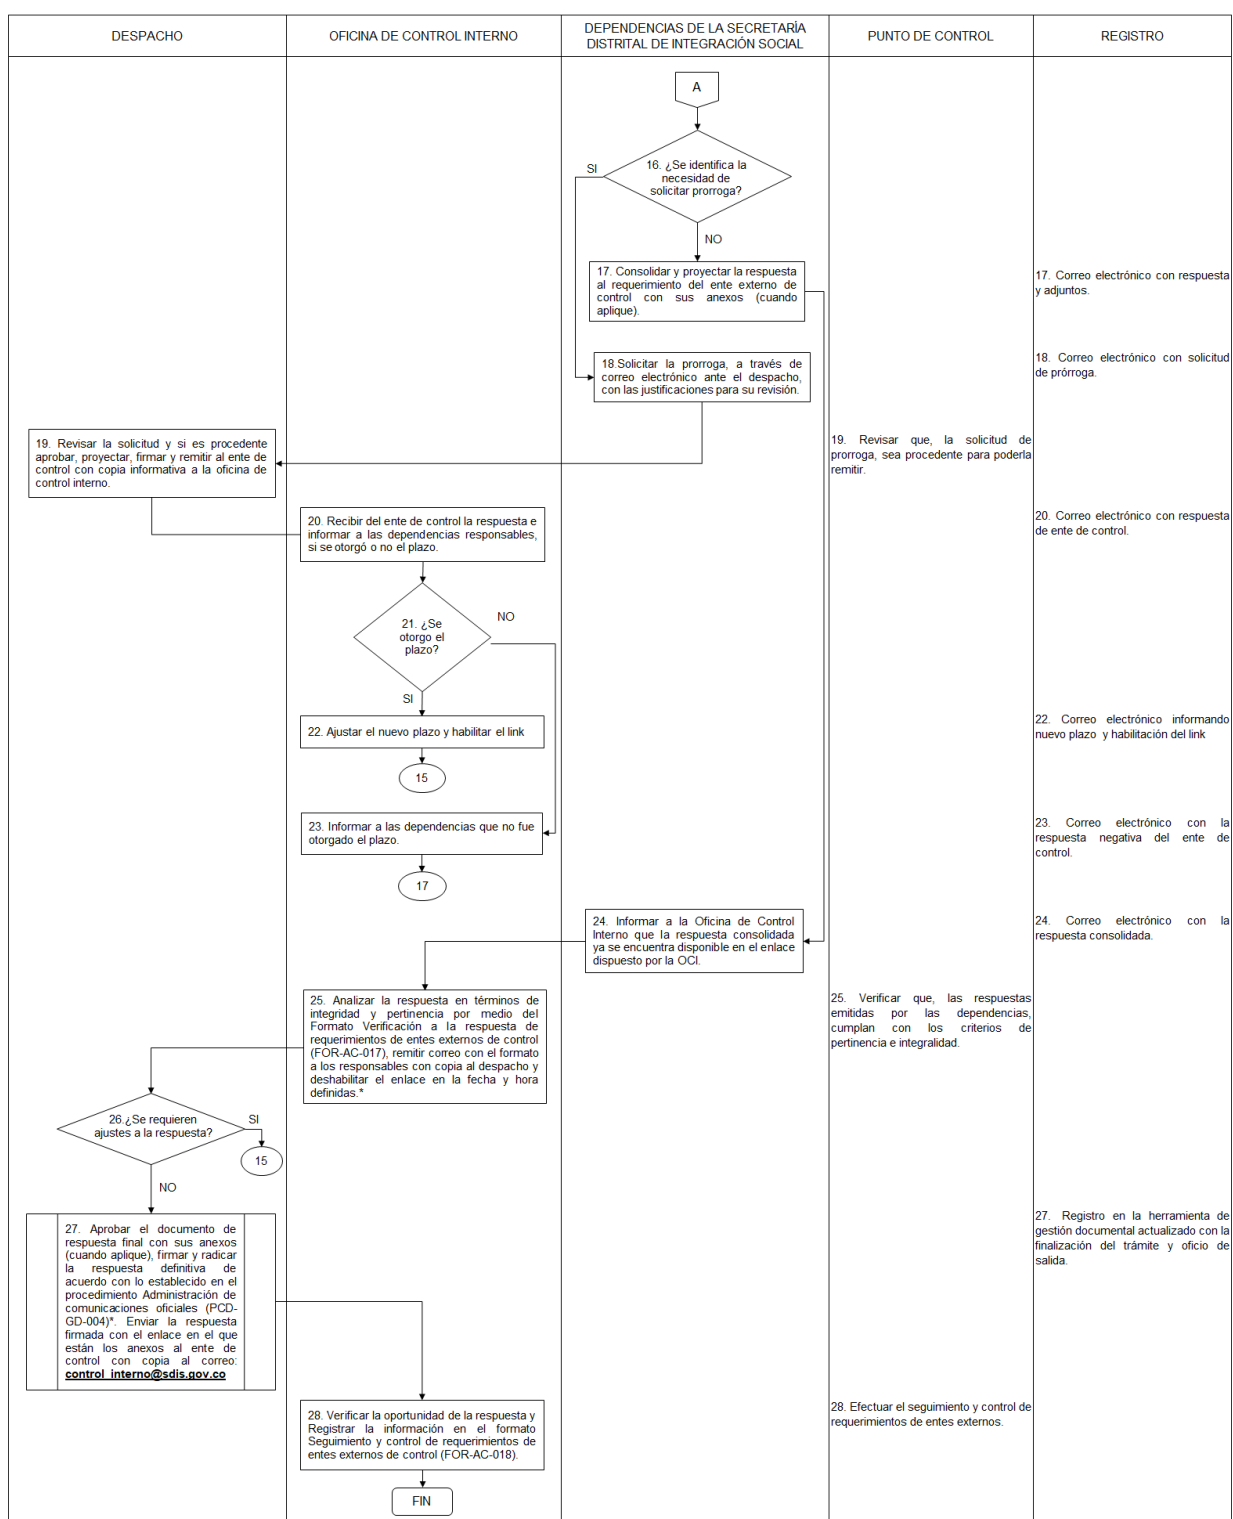 DESPACHO
OFICINA DE CONTROL INTERNO
DEPENDENCIAS DE LA SECRETARÌA
DISTRITAL DE INTEGRACIÓN SOCIAL
PUNTO DE CONTROL
REGISTRO
A
16. ¿Se identifica la
necesidad de
solicitar prorroga?
SI
NO
17. Consolidar y proyectar la respuesta
al requerimiento del ente externo de
control con sus anexos (cuando
aplique).
17. Correo electrónico con respuesta
y adjuntos.
18.Solicitar la prorroga, a través de
correo electrónico ante el despacho,
con las justificaciones para su revisión.
18. Correo electrónico con solicitud
de prórroga.
19. Revisar la solicitud y si es procedente
aprobar, proyectar, firmar y remitir al ente de
control con copia informativa a la oficina de
control interno.
19. Revisar que, la solicitud de
prorroga, sea procedente para poderla
remitir.
20. Recibir del ente de control la respuesta e
informar a las dependencias responsables,
si se otorgó o no el plazo.
20. Correo electrónico con respuesta
de ente de control.
21. ¿Se
otorgo el
plazo?
NO
SI
22. Ajustar el nuevo plazo y habilitar el link
22. Correo electrónico informando
nuevo plazo y habilitación del link
15
23. Informar a las dependencias que no fue
otorgado el plazo.
23. Correo electrónico con la
respuesta negativa del ente de
control.
17
24. Informar a la Oficina de Control
Interno que la respuesta consolidada
ya se encuentra disponible en el enlace
dispuesto por la OCI.
24. Correo electrónico con la
respuesta consolidada.
25. Analizar la respuesta en términos de
integridad y pertinencia por medio del
Formato Verificación a la respuesta de
requerimientos de entes externos de control
(FOR-AC-017), remitir correo con el formato
a los responsables con copia al despacho y
deshabilitar el enlace en la fecha y hora
definidas.*
25. Verificar que, las respuestas
emitidas por las dependencias,
cumplan con los criterios de
pertinencia e integralidad.
26.¿Se requieren
ajustes a la respuesta?
SI
15
NO
27. Aprobar el documento de
respuesta final con sus anexos
(cuando aplique), firmar y radicar
la respuesta definitiva de
acuerdo con lo establecido en el
procedimiento Administración de
comunicaciones oficiales (PCD-
GD-004)*. Enviar la respuesta
firmada con el enlace en el que
están los anexos al ente de
control con copia al correo:
control_interno@sdis.gov.co
27. Registro en la herramienta de
gestión documental actualizado con la
finalización del trámite y oficio de
salida.
28. Verificar la oportunidad de la respuesta y
Registrar la información en el formato
Seguimiento y control de requerimientos de
entes externos de control (FOR-AC-018).
28. Efectuar el seguimiento y control de
requerimientos de entes externos.
FIN